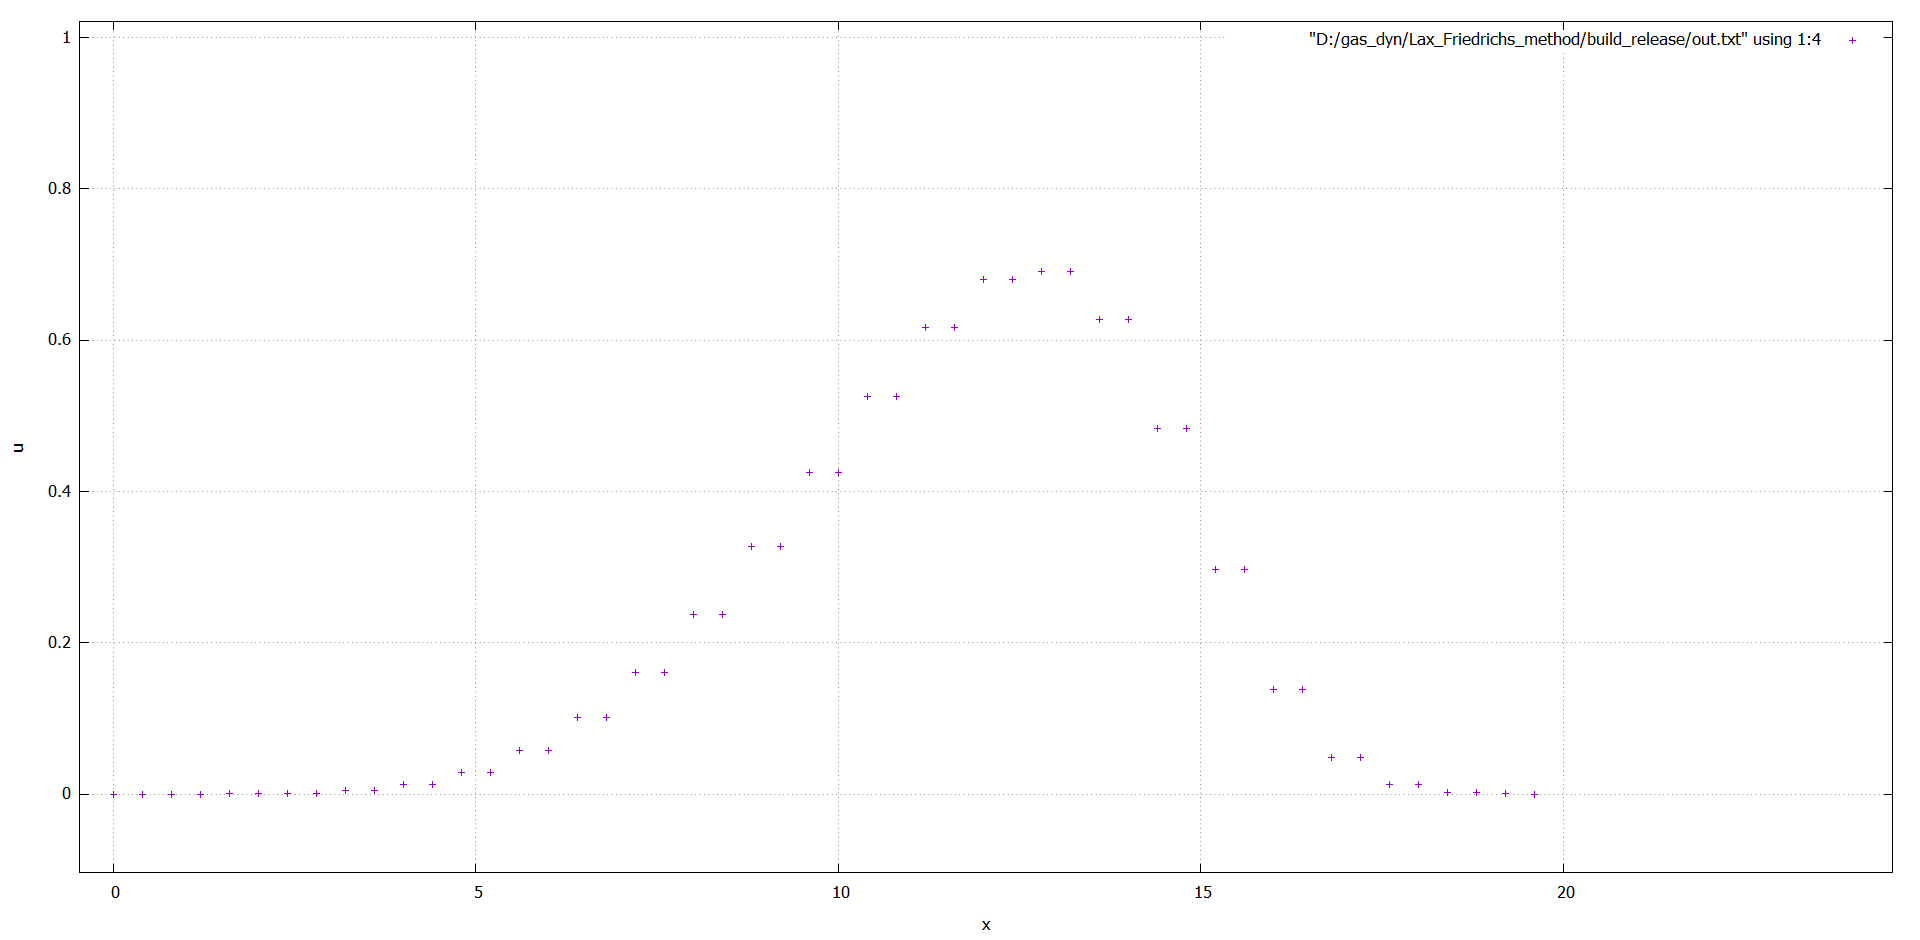 "D:/gas_dyn/Lax_Friedrichs_method/build_release/out.txt" using 1:4
1
0.8
0.6
0.4
0.2
0
u
0 5 10 15 20
x